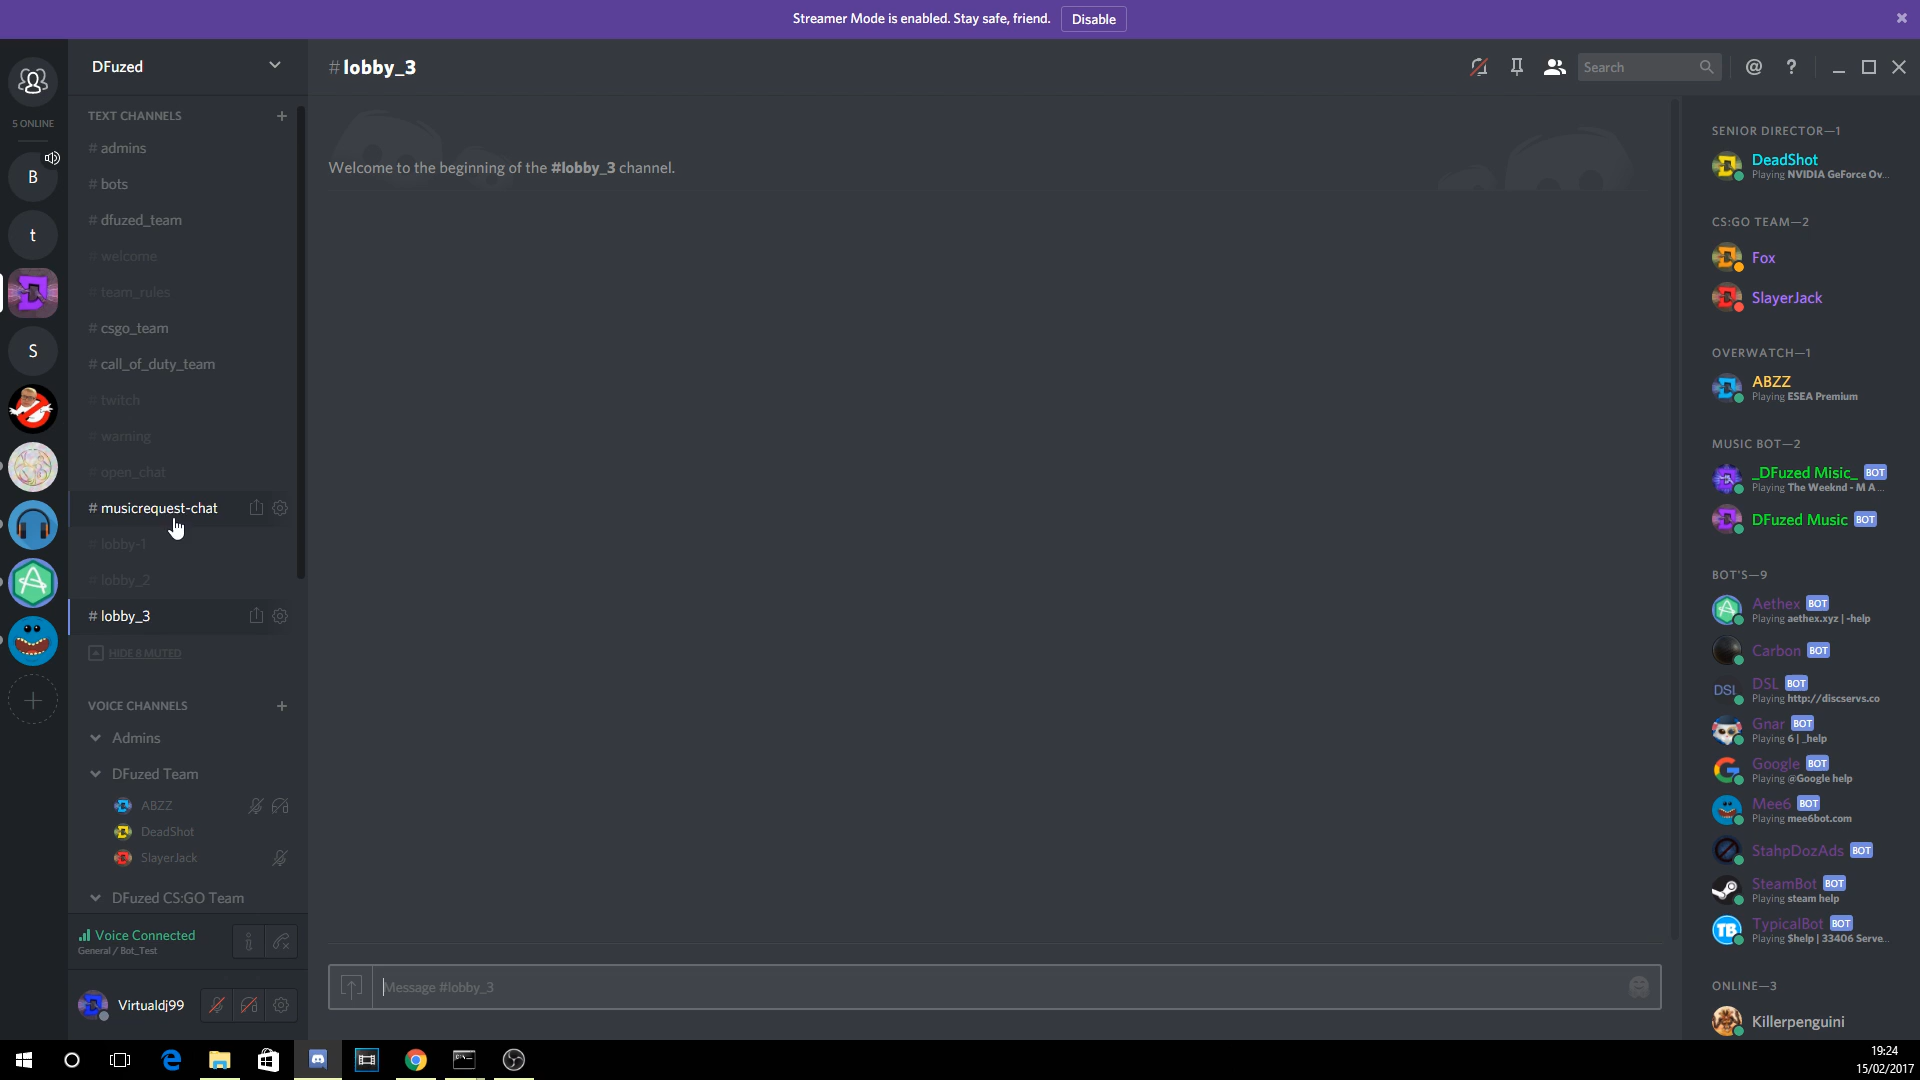 Streamer Mode is enabled. Stay safe, friend. Disable
DFuzed
#lobby_3
Search
5 ONLINE
B
t
S
TEXT CHANNELS
# admins
# bots
# dfuzed_team
# welcome
# team_rules
# csgo_team
# call_of_duty_team
# twitch
# warning
# open_chat
# musicrequest-chat
# lobby-1
# lobby_2
# lobby_3
HIDE 8 MUTED
VOICE CHANNELS
Admins
DFuzed Team
ABZZ
DeadShot
SlayerJack
DFuzed CS:GO Team
Voice Connected
General / Bot_Test
Virtualdj99
Welcome to the beginning of the #lobby_3 channel.
Message #lobby_3
SENIOR DIRECTOR—1
DeadShot
Playing NVIDIA GeForce Ov...
CS:GO TEAM—2
Fox
SlayerJack
OVERWATCH—1
ABZZ
Playing ESEA Premium
MUSIC BOT—2
_DFuzed Misic_ BOT
Playing The Weeknd - M A...
DFuzed Music BOT
BOT'S—9
Aethex BOT
Playing aethex.xyz | -help
Carbon BOT
DSL
DSL BOT
Playing http://discservs.co
Gnar BOT
Playing 6 | _help
Google BOT
Playing @Google help
Mee6 BOT
Playing mee6bot.com
StahpDozAds BOT
SteamBot BOT
Playing steam help
TB
TypicalBot BOT
Playing $help | 33406 Serve...
ONLINE—3
Killerpenguini
19:24
15/02/2017